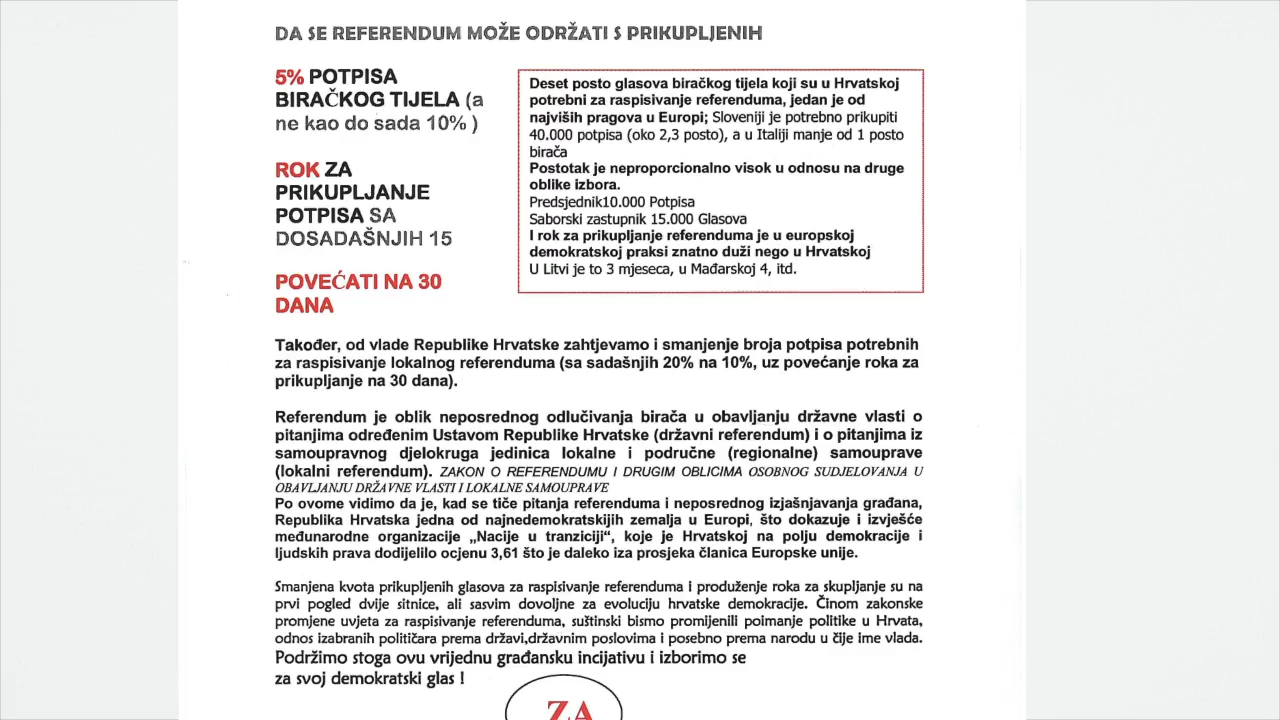 DA SE REFERENDUM MOŽE ODRŽATI S PRIKUPLJENIH
5% POTPISA
BIRAČKOG TIJELA (a
ne kao do sada 10% )
ROK ZA
PRIKUPLJANJE
POTPISA SA
DOSADAŠNJIH 15
POVEĆATI NA 30
DANA
Deset posto glasova biračkog tijela koji su u Hrvatskoj
potrebni za raspisivanje referenduma, jedan je od
najviših pragova u Europi; Sloveniji je potrebno prikupiti
40.000 potpisa (oko 2,3 posto), a u Italiji manje od 1 posto
birača
Postotak je neproporcionalno visok u odnosu na druge
oblike izbora.
Predsjednik10.000 Potpisa
Saborski zastupnik 15.000 Glasova
I rok za prikupljanje referenduma je u europskoj
demokratskoj praksi znatno duži nego u Hrvatskoj
U Litvi je to 3 mjeseca, u Mađarskoj 4, itd.
Također, od vlade Republike Hrvatske zahtjevamo i smanjenje broja potpisa potrebnih
za raspisivanje lokalnog referenduma (sa sadašnjih 20% na 10%, uz povećanje roka za
prikupljanje na 30 dana).
Referendum je oblik neposrednog odlučivanja birača u obavljanju državne vlasti o
pitanjima određenim Ustavom Republike Hrvatske (državni referendum) i o pitanjima iz
samoupravnog djelokruga jedinica lokalne i područne (regionalne) samouprave
(lokalni referendum). ZAKON O REFERENDUMU I DRUGIM OBLICIMA OSOBNOG SUDJELOVANJA U
OBAVLJANJU DRŽAVNE VLASTI I LOKALNE SAMOUPRAVE
Po ovome vidimo da je, kad se tiče pitanja referenduma i neposrednog izjašnjavanja građana,
Republika Hrvatska jedna od najnedemokratskijih zemalja u Europi, što dokazuje i izvješće
međunarodne organizacije „Nacije u tranziciji“, koje je Hrvatskoj na polju demokracije i
ljudskih prava dodijelilo ocjenu 3,61 što je daleko iza prosjeka članica Europske unije.
Smanjena kvota prikupljenih glasova za raspisivanje referenduma i produženje roka za skupljanje su na
prvi pogled dvije sitnice, ali sasvim dovoljne za evoluciju hrvatske demokracije. Činom zakonske
promjene uvjeta za raspisivanje referenduma, suštinski bismo promijenili poimanje politike u Hrvata,
odnos izabranih političara prema državi,državnim poslovima i posebno prema narodu u čije ime vlada.
Podržimo stoga ovu vrijednu građansku incijativu i izborimo se
za svoj demokratski glas !
ZA